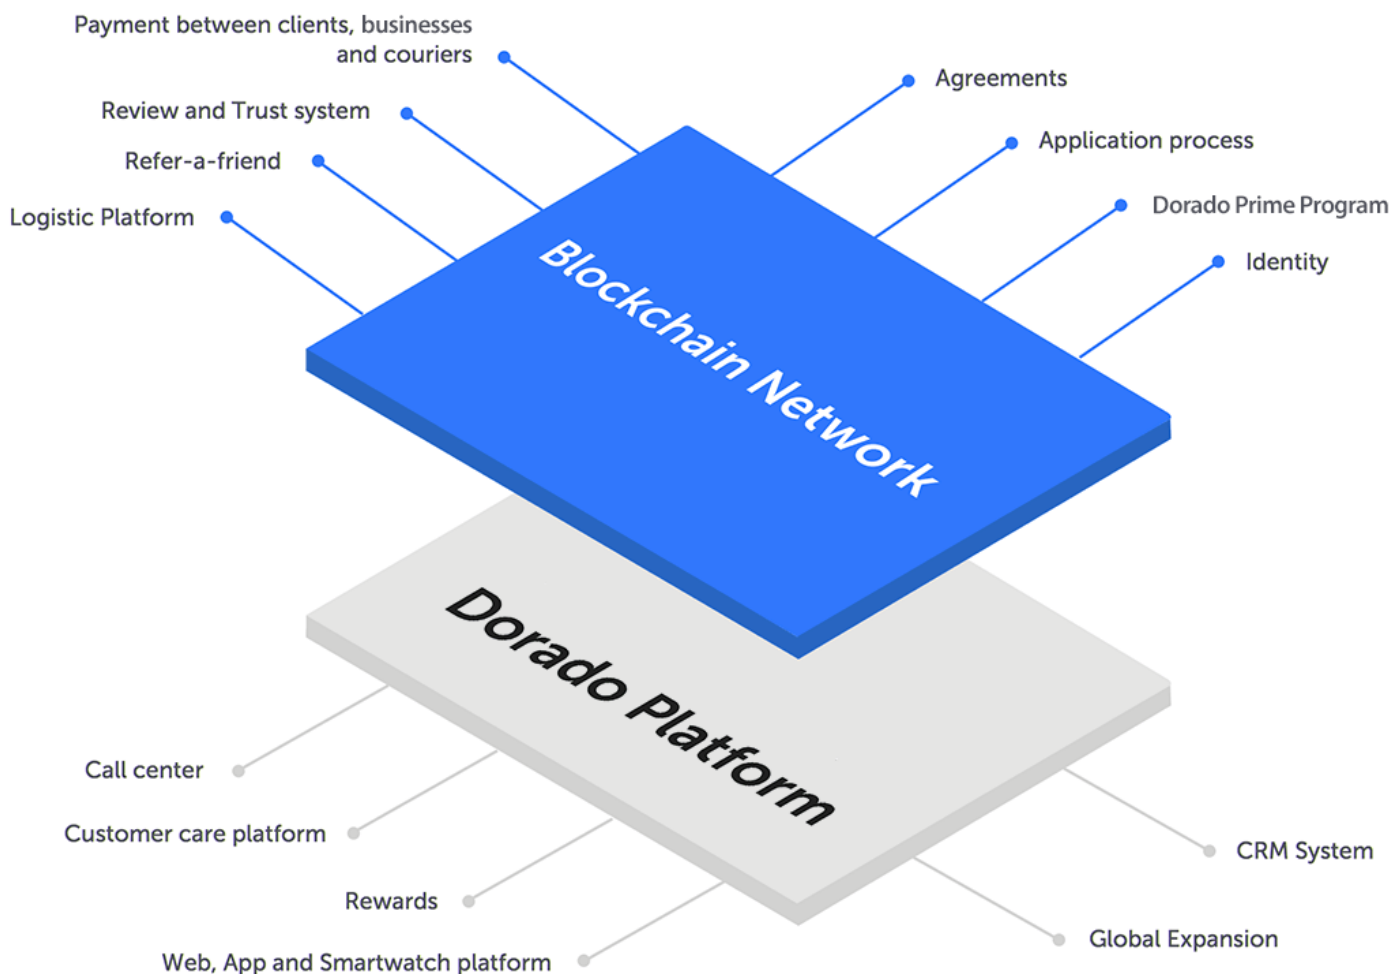 Payment between clients, businesses
and couriers
Agreements
Review and Trust system
Application process
Refer-a-friend
Dorado Prime Program
Logistic Platform
Identity
Blockchain Network
Dorado Platform
Call center
Customer care platform
CRM System
Rewards
Global Expansion
Web, App and Smartwatch platform